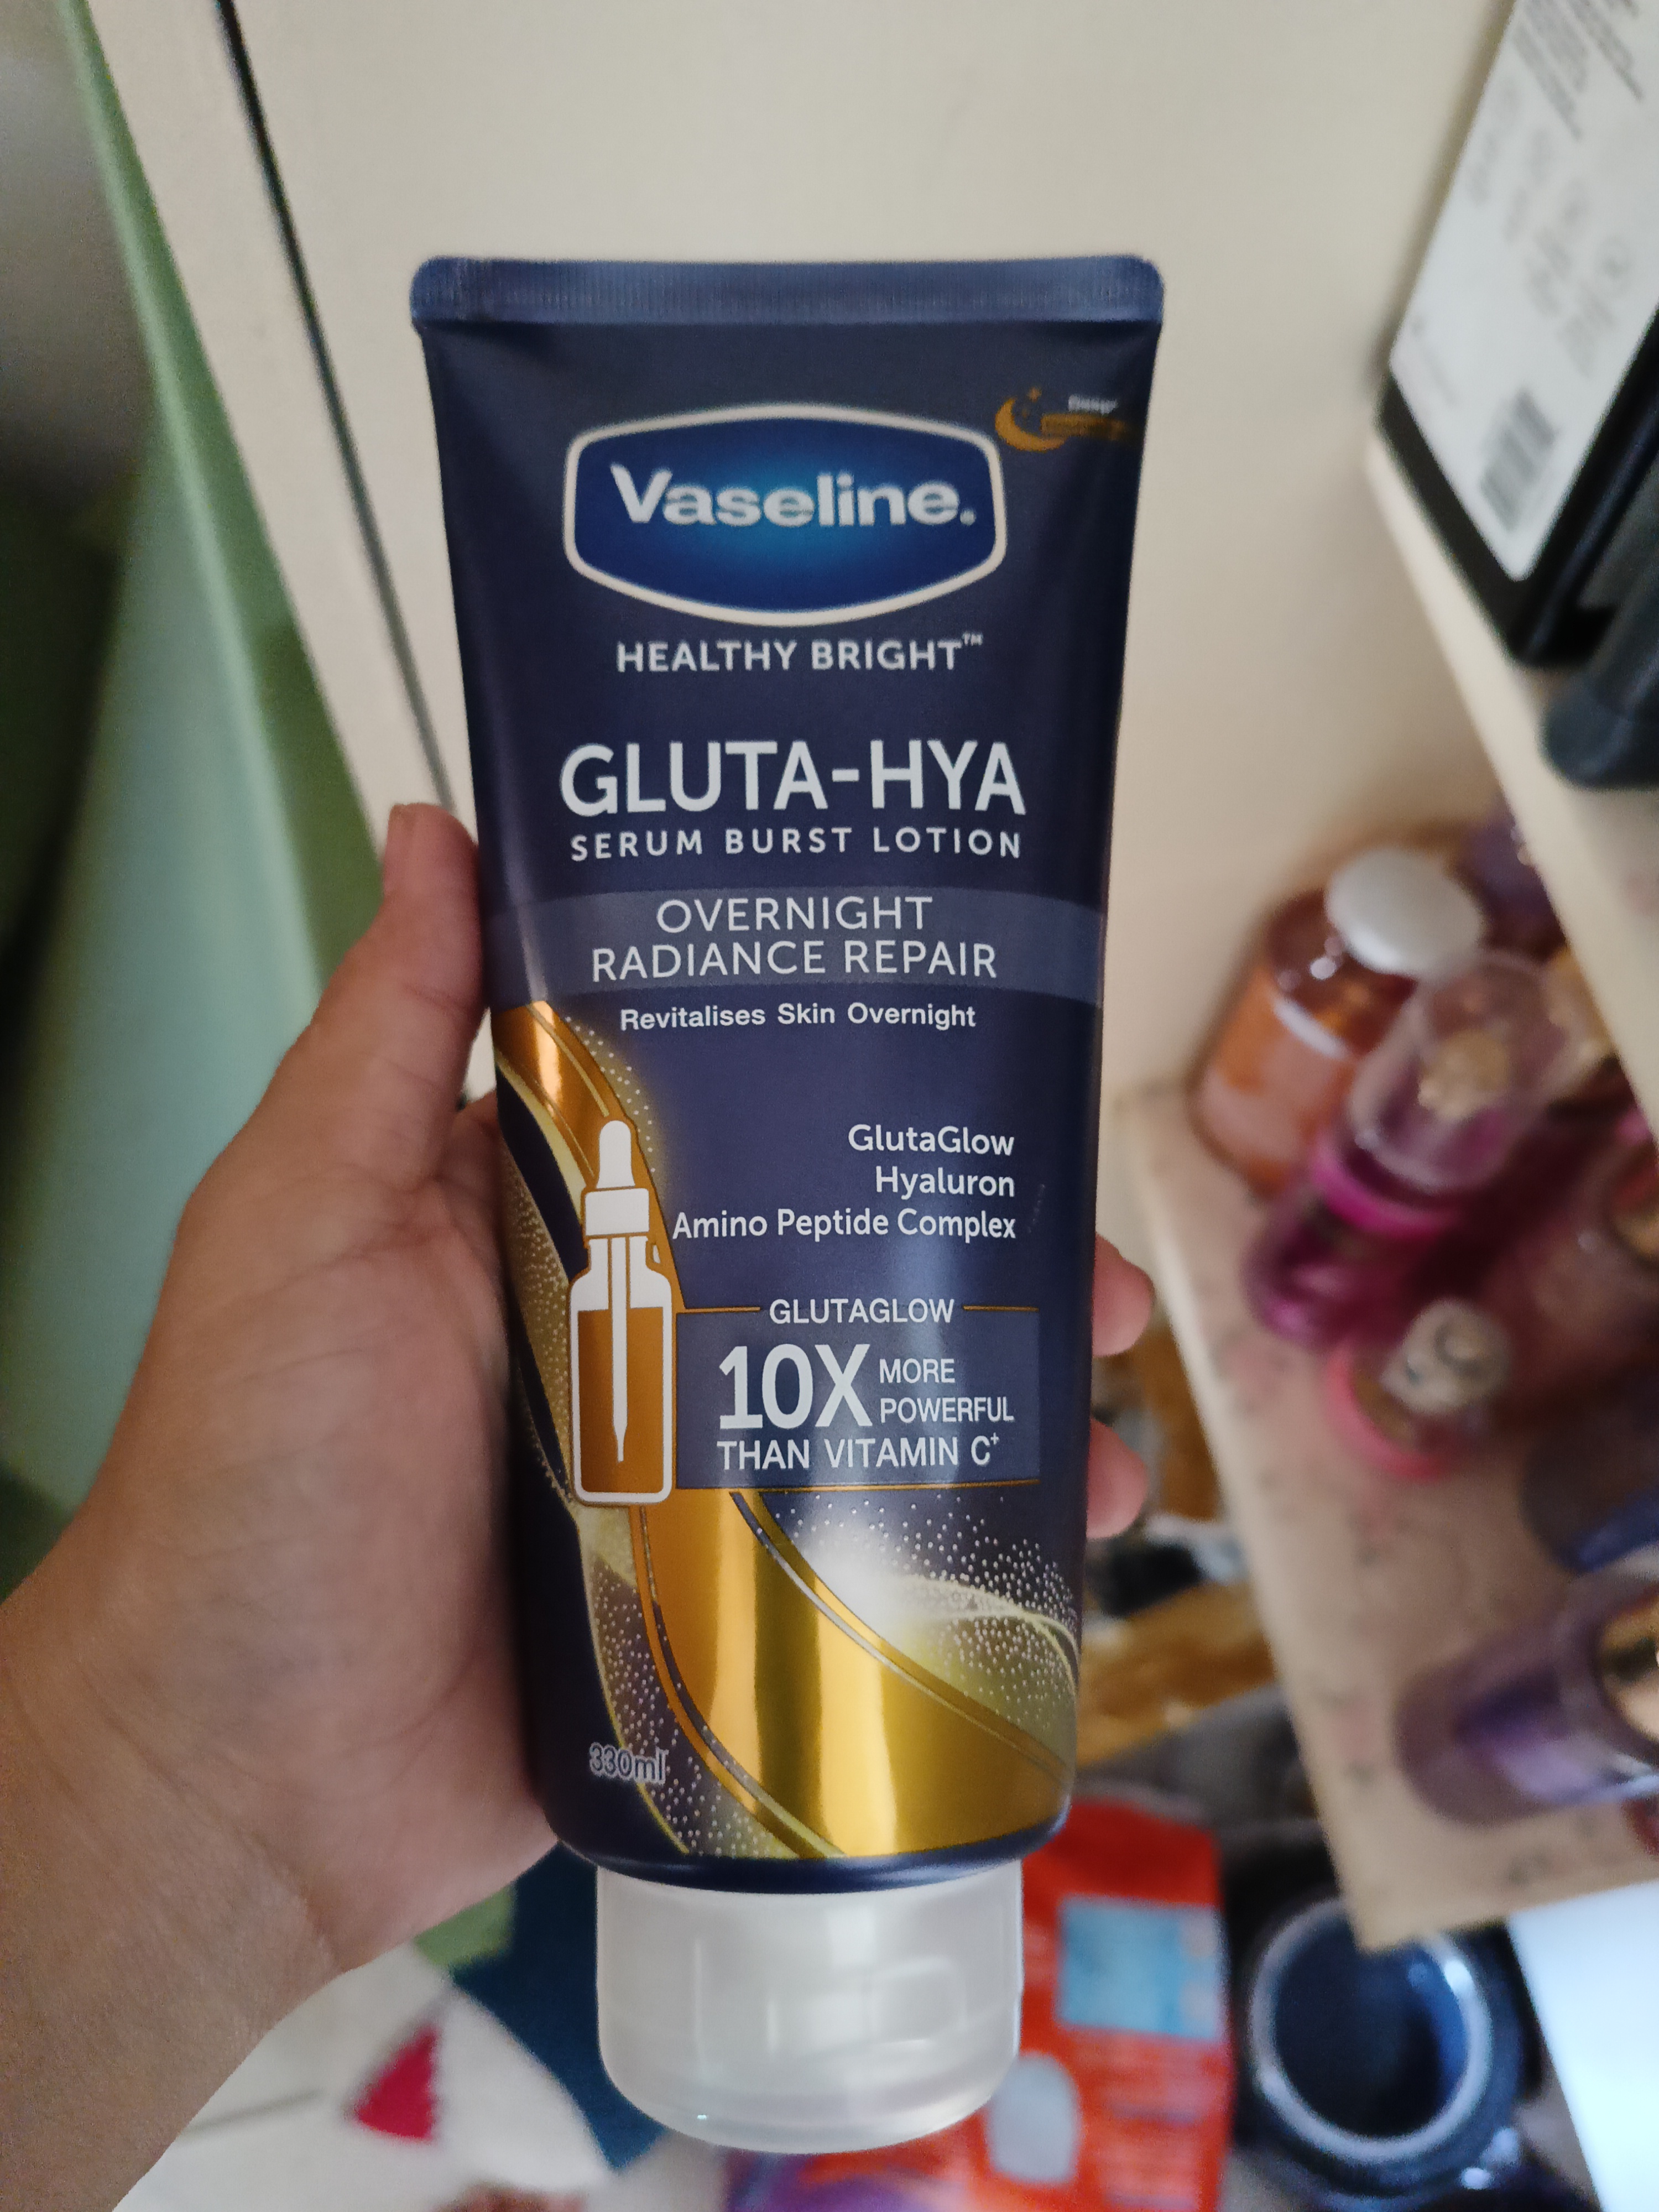 Vaseline.
HEALTHY BRIGHT™
GLUTA-HYA
SERUM BURST LOTION
OVERNIGHT
RADIANCE REPAIR
Revitalises Skin Overnight
GlutaGlow
Hyaluron
Amino Peptide Complex
GLUTAGLOW
10X MORE
POWERFUL
THAN VITAMIN C⁺
330ml